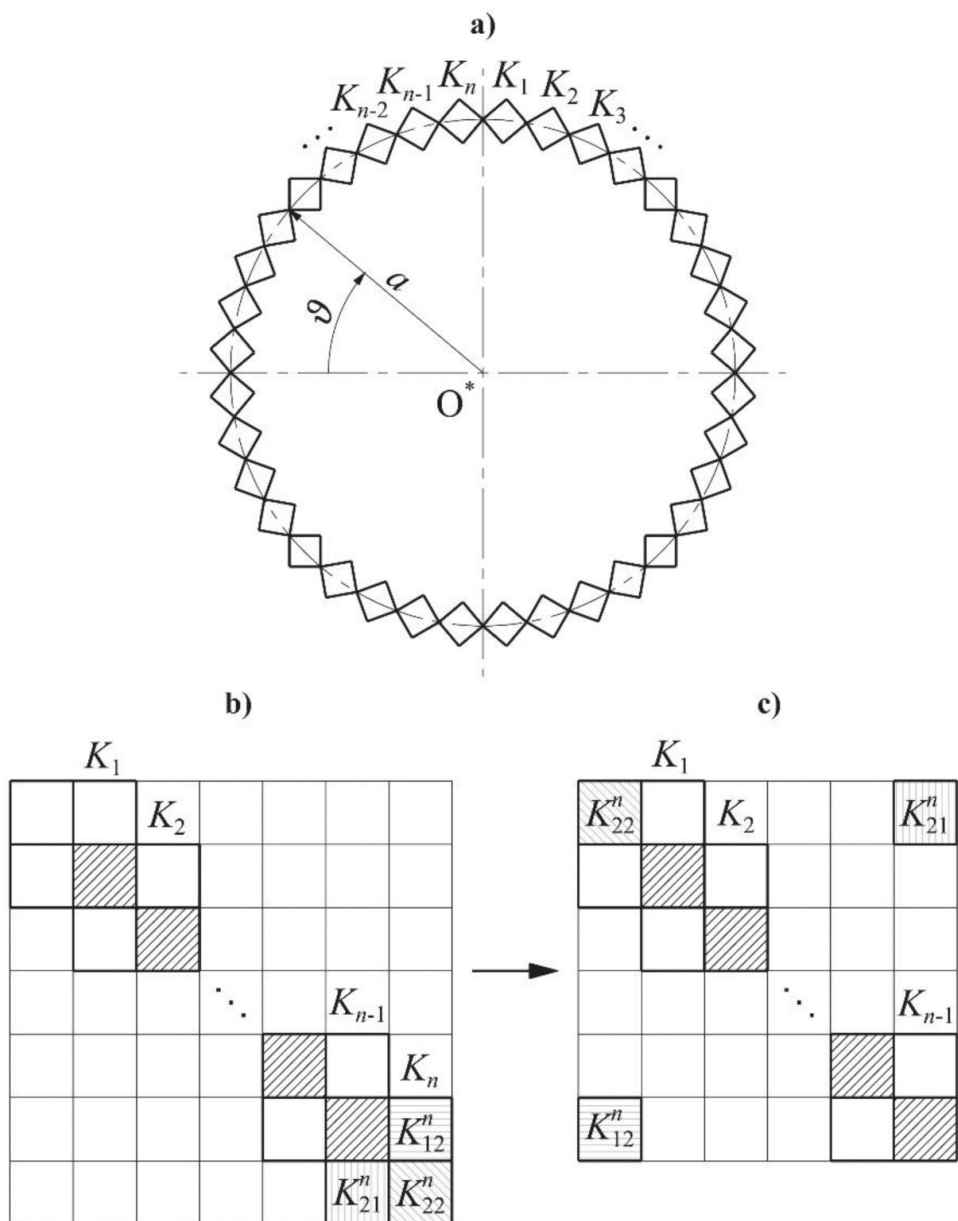 a)
K_{n-2} K_{n-1} K_n K_1 K_2 K_3
a
ϑ
O*
b) c)
K_1 K_1
K_2 K^n_{22} K_2 K^n_{21}
K_{n-1} K_{n-1}
K_n
K^n_{12} K^n_{12}
K^n_{21} K^n_{22}